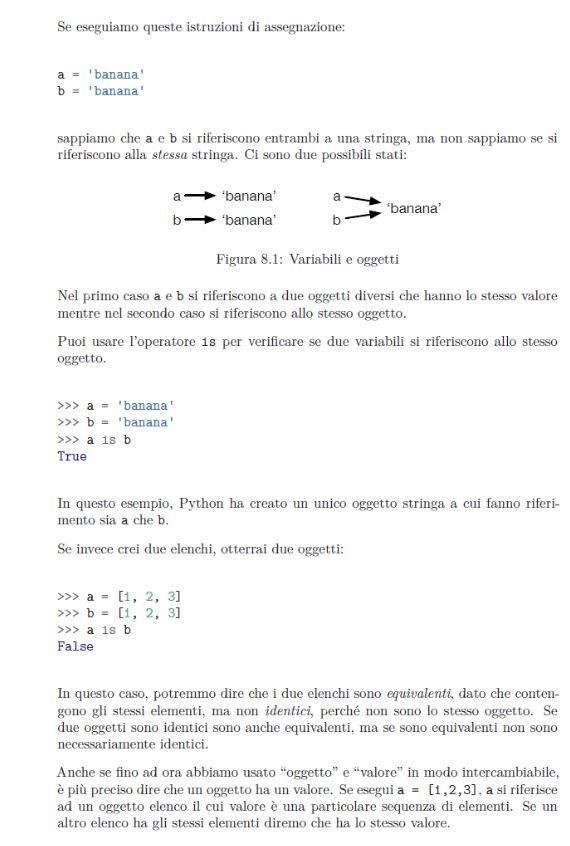 Se eseguiamo queste istruzioni di assegnazione:
a = 'banana'
b = 'banana'
sappiamo che a e b si riferiscono entrambi a una stringa, ma non sappiamo se si
riferiscono alla stessa stringa. Ci sono due possibili stati:
a 'banana' a
b 'banana' b 'banana'
Figura 8.1: Variabili e oggetti
Nel primo caso a e b si riferiscono a due oggetti diversi che hanno lo stesso valore
mentre nel secondo caso si riferiscono allo stesso oggetto.
Puoi usare l'operatore is per verificare se due variabili si riferiscono allo stesso
oggetto.
>>> a = 'banana'
>>> b = 'banana'
>>> a is b
True
In questo esempio, Python ha creato un unico oggetto stringa a cui fanno riferi-
mento sia a che b.
Se invece crei due elenchi, otterrai due oggetti:
>>> a = [1, 2, 3]
>>> b = [1, 2, 3]
>>> a is b
False
In questo caso, potremmo dire che i due elenchi sono equivalenti, dato che conten-
gono gli stessi elementi, ma non identici, perché non sono lo stesso oggetto. Se
due oggetti sono identici sono anche equivalenti, ma se sono equivalenti non sono
necessariamente identici.
Anche se fino ad ora abbiamo usato “oggetto” e “valore” in modo intercambiabile,
è più preciso dire che un oggetto ha un valore. Se esegui a = [1,2,3], a si riferisce
ad un oggetto elenco il cui valore è una particolare sequenza di elementi. Se un
altro elenco ha gli stessi elementi diremo che ha lo stesso valore.